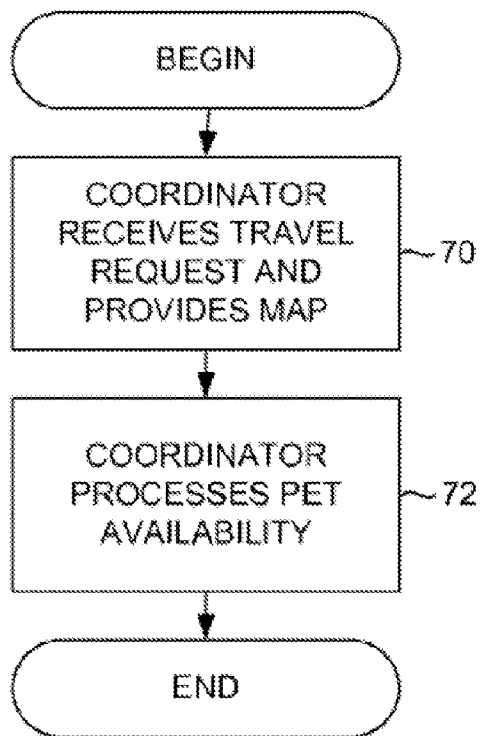 BEGIN
COORDINATOR
RECEIVES TRAVEL
REQUEST AND
PROVIDES MAP
70
COORDINATOR
PROCESSES PET
AVAILABILITY
72
END